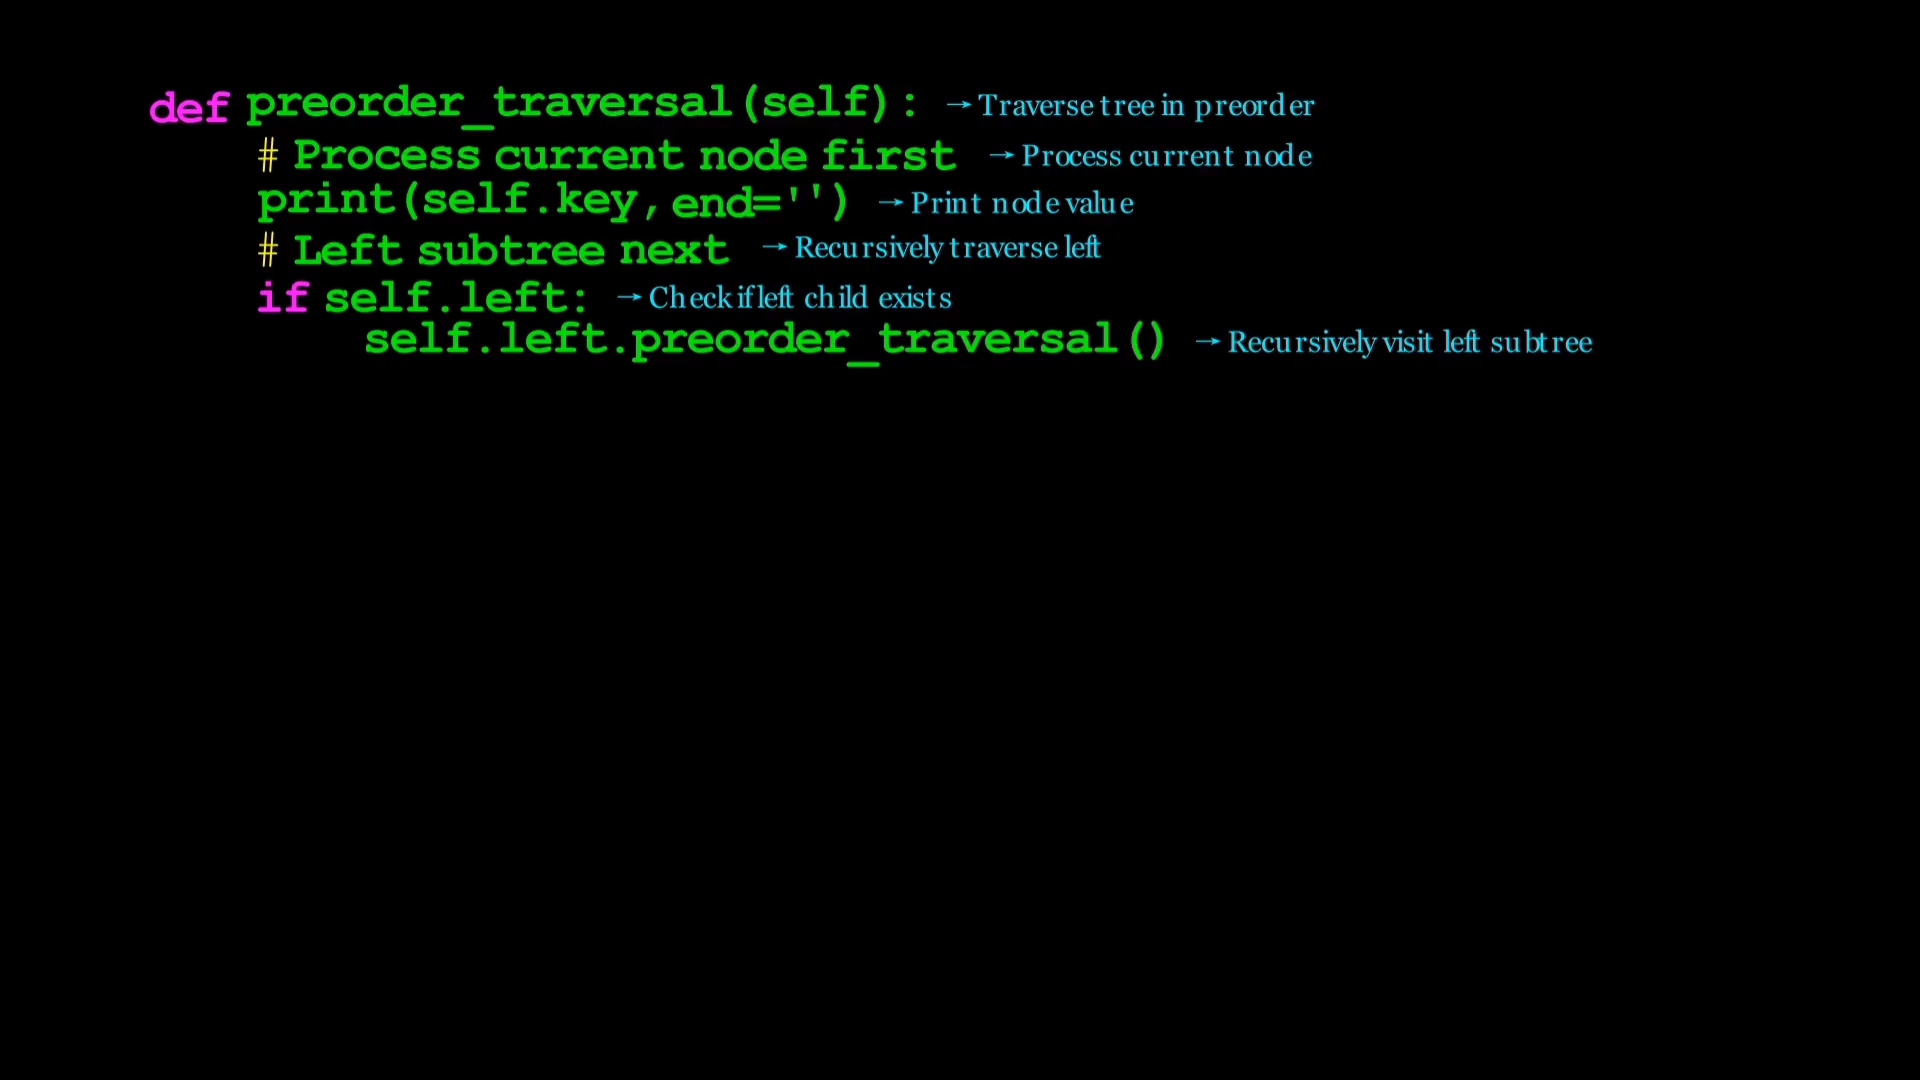 def preorder_traversal(self): → Traverse tree in preorder
# Process current node first → Process current node
print(self.key, end='') → Print node value
# Left subtree next → Recursively traverse left
if self.left: → Check if left child exists
self.left.preorder_traversal() → Recursively visit left subtree